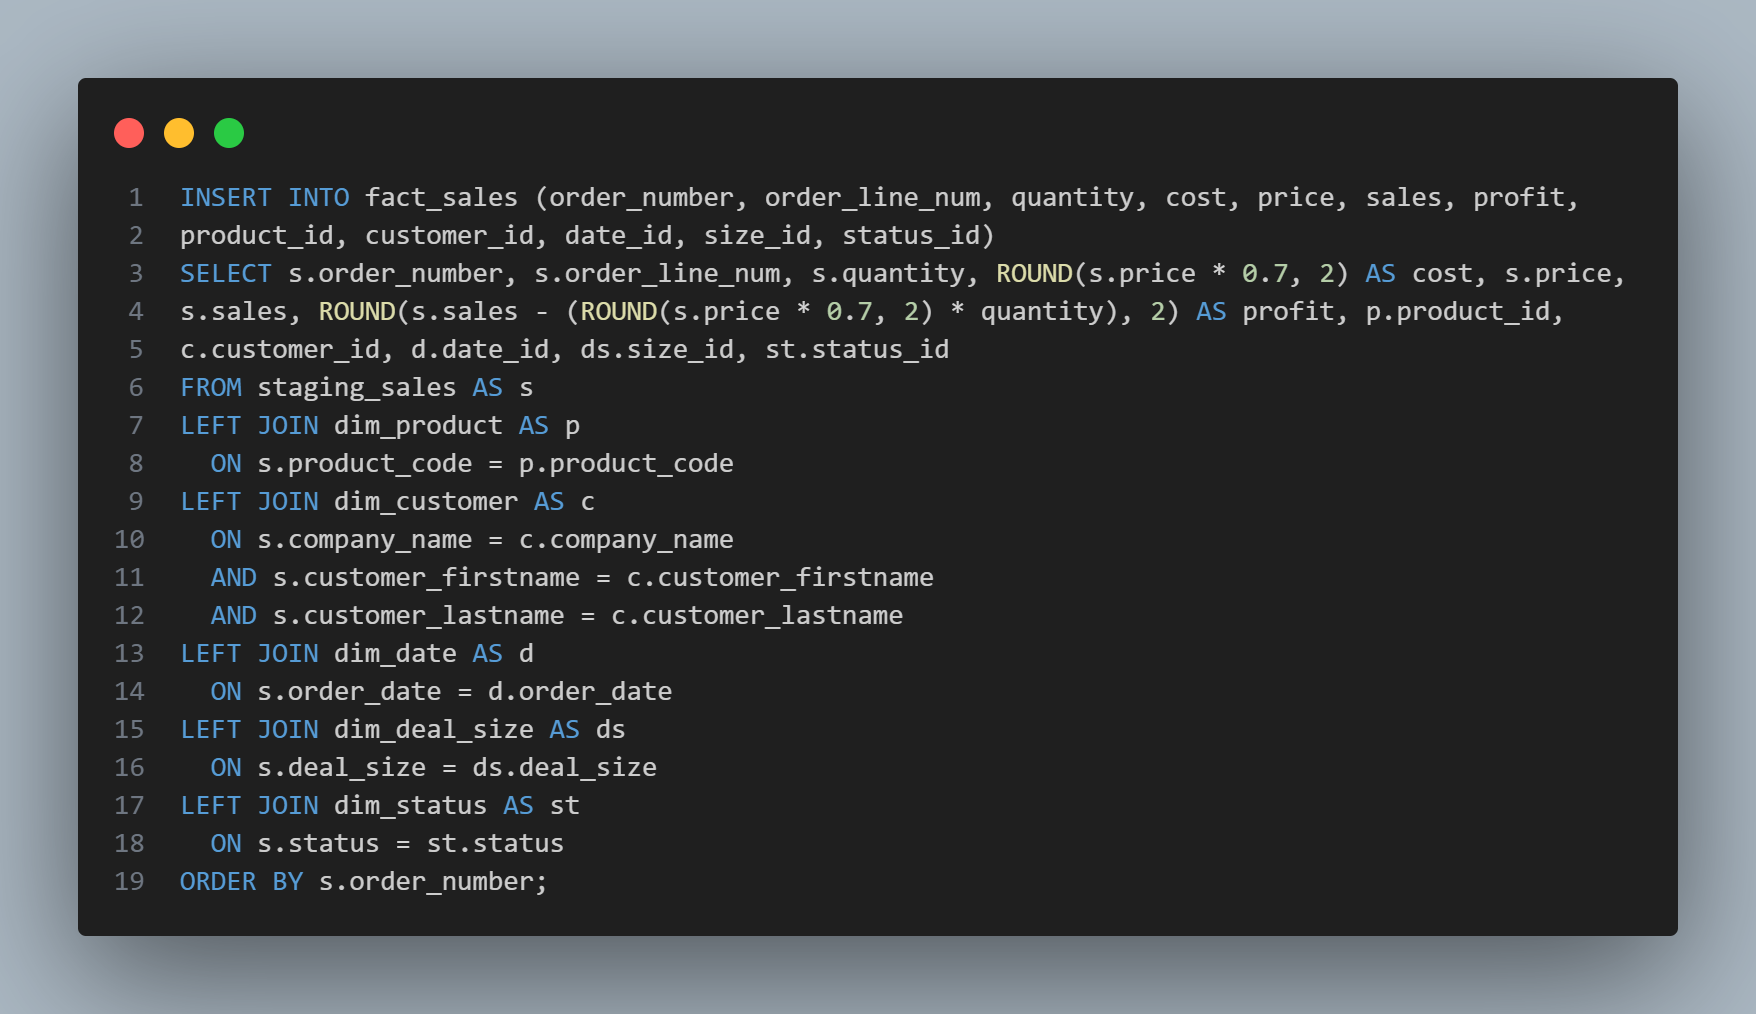 1 INSERT INTO fact_sales (order_number, order_line_num, quantity, cost, price, sales, profit,
2 product_id, customer_id, date_id, size_id, status_id)
3 SELECT s.order_number, s.order_line_num, s.quantity, ROUND(s.price * 0.7, 2) AS cost, s.price,
4 s.sales, ROUND(s.sales - (ROUND(s.price * 0.7, 2) * quantity), 2) AS profit, p.product_id,
5 c.customer_id, d.date_id, ds.size_id, st.status_id
6 FROM staging_sales AS s
7 LEFT JOIN dim_product AS p
8   ON s.product_code = p.product_code
9 LEFT JOIN dim_customer AS c
10   ON s.company_name = c.company_name
11   AND s.customer_firstname = c.customer_firstname
12   AND s.customer_lastname = c.customer_lastname
13 LEFT JOIN dim_date AS d
14   ON s.order_date = d.order_date
15 LEFT JOIN dim_deal_size AS ds
16   ON s.deal_size = ds.deal_size
17 LEFT JOIN dim_status AS st
18   ON s.status = st.status
19 ORDER BY s.order_number;